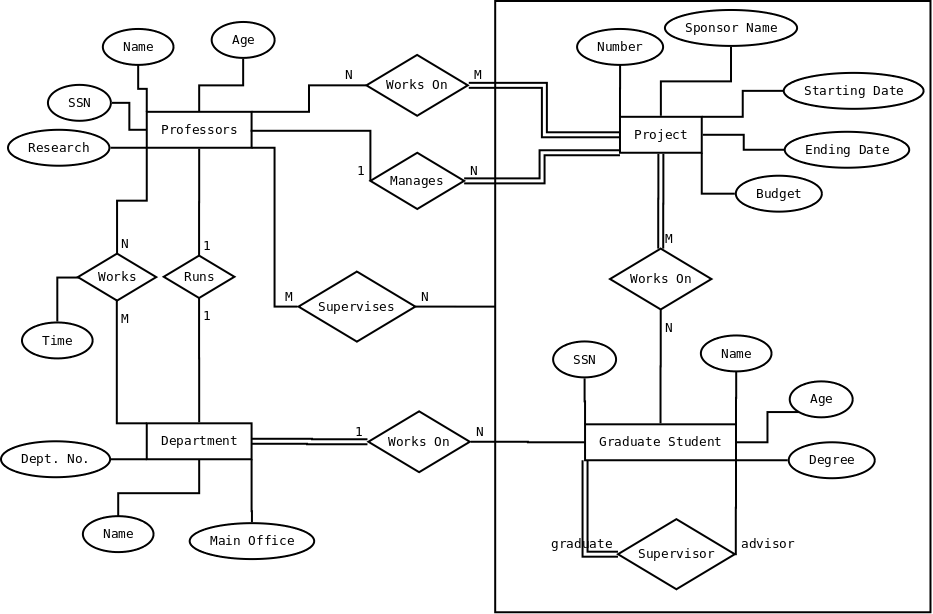 Sponsor Name
Name
Age
Number
N
Works On
M
Starting Date
SSN
Professors
Project
Research
Ending Date
1
Manages
N
Budget
N
1
M
Works
Runs
Works On
M
Supervises
N
M
1
N
Time
SSN
Name
Age
1
N
Department
Works On
Graduate Student
Dept. No.
Degree
Name
Main Office
graduate
advisor
Supervisor